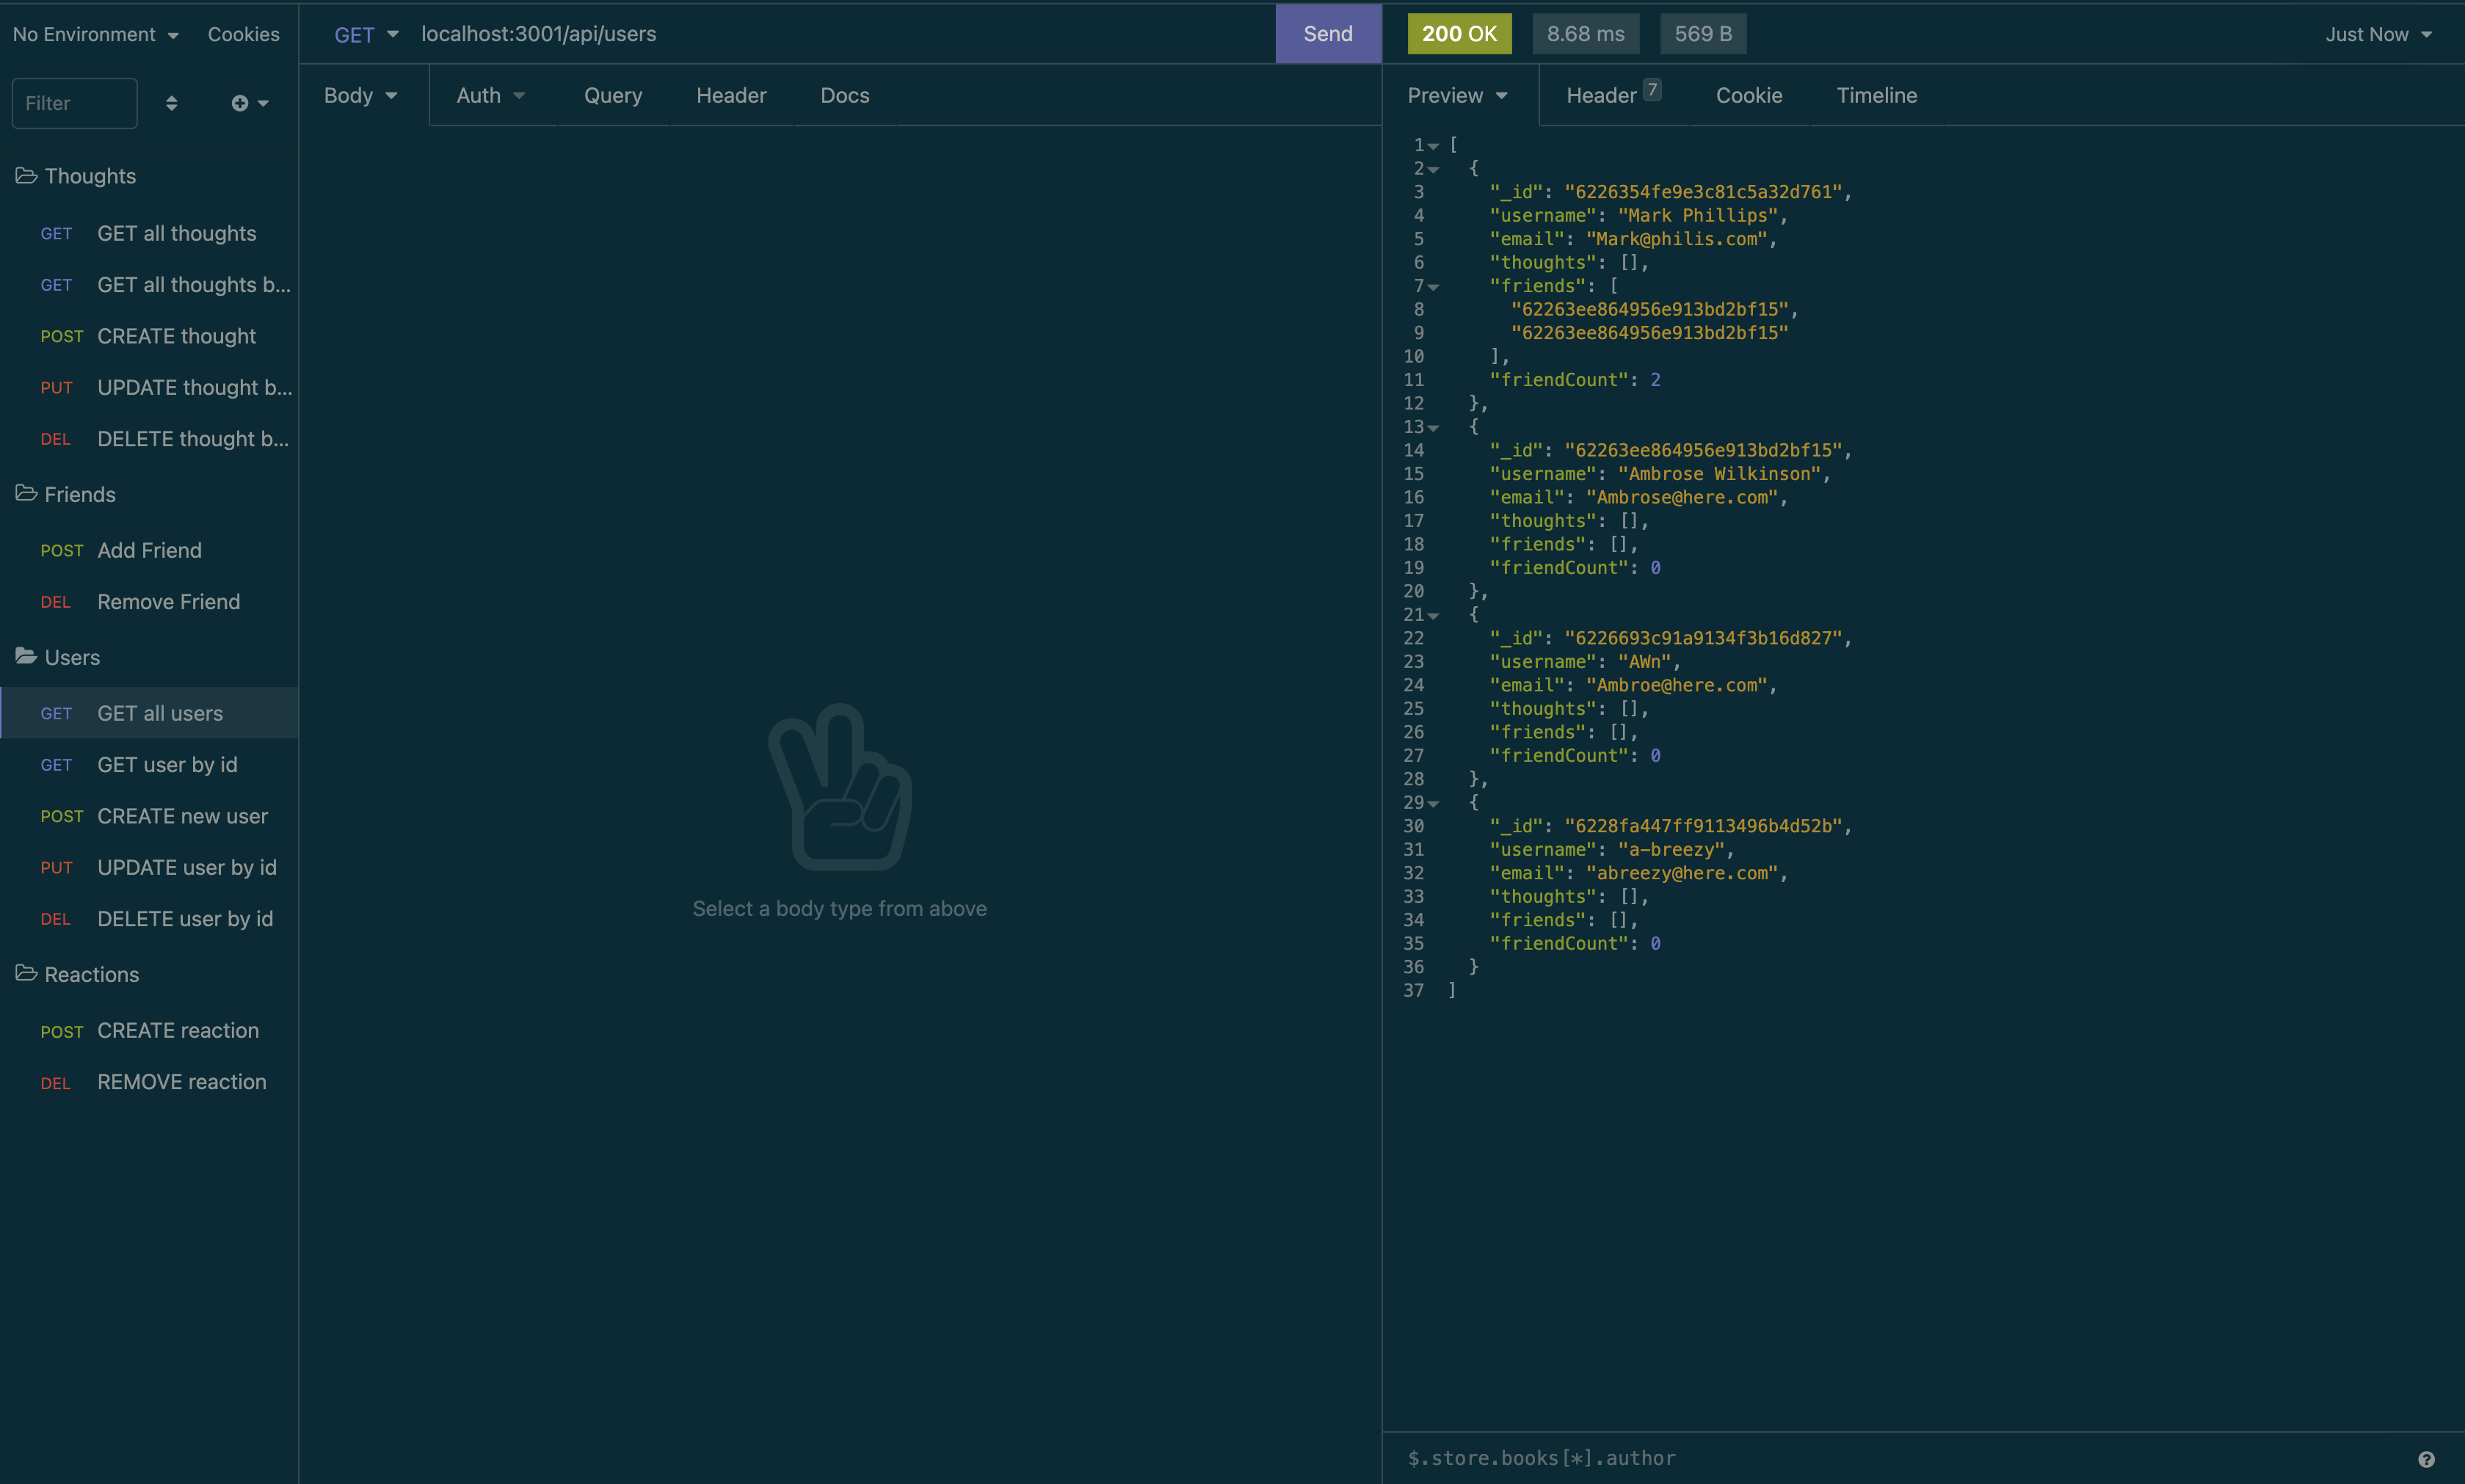 No Environment Cookies
Filter
Thoughts
GET GET all thoughts
GET GET all thoughts b...
POST CREATE thought
PUT UPDATE thought b...
DEL DELETE thought b...
Friends
POST Add Friend
DEL Remove Friend
Users
GET GET all users
GET GET user by id
POST CREATE new user
PUT UPDATE user by id
DEL DELETE user by id
Reactions
POST CREATE reaction
DEL REMOVE reaction
GET localhost:3001/api/users Send
Body Auth Query Header Docs
Select a body type from above
200 OK 8.68 ms 569 B Just Now
Preview Header 7 Cookie Timeline
1 [
2 {
3 "_id": "6226354fe9e3c81c5a32d761",
4 "username": "Mark Phillips",
5 "email": "Mark@philis.com",
6 "thoughts": [],
7 "friends": [
8 "62263ee864956e913bd2bf15",
9 "62263ee864956e913bd2bf15"
10 ],
11 "friendCount": 2
12 },
13 {
14 "_id": "62263ee864956e913bd2bf15",
15 "username": "Ambrose Wilkinson",
16 "email": "Ambrose@here.com",
17 "thoughts": [],
18 "friends": [],
19 "friendCount": 0
20 },
21 {
22 "_id": "6226693c91a9134f3b16d827",
23 "username": "AWn",
24 "email": "Ambroe@here.com",
25 "thoughts": [],
26 "friends": [],
27 "friendCount": 0
28 },
29 {
30 "_id": "6228fa447ff9113496b4d52b",
31 "username": "a-breezy",
32 "email": "abreezy@here.com",
33 "thoughts": [],
34 "friends": [],
35 "friendCount": 0
36 }
37 ]
$.store.books[*].author